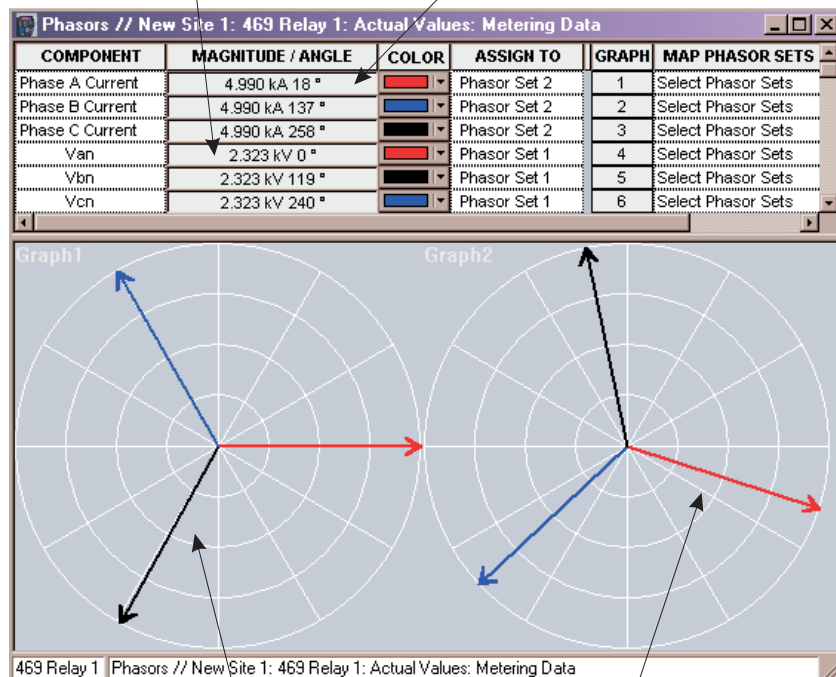 Phasors // New Site 1: 469 Relay 1: Actual Values: Metering Data
COMPONENT MAGNITUDE / ANGLE COLOR ASSIGN TO GRAPH MAP PHASOR SETS
Phase A Current 4.990 kA 18 ° Phasor Set 2 1 Select Phasor Sets
Phase B Current 4.990 kA 137 ° Phasor Set 2 2 Select Phasor Sets
Phase C Current 4.990 kA 258 ° Phasor Set 2 3 Select Phasor Sets
Van 2.323 kV 0 ° Phasor Set 1 4 Select Phasor Sets
Vbn 2.323 kV 119 ° Phasor Set 1 5 Select Phasor Sets
Vcn 2.323 kV 240 ° Phasor Set 1 6 Select Phasor Sets
Graph1 Graph2
469 Relay 1 Phasors // New Site 1: 469 Relay 1: Actual Values: Metering Data